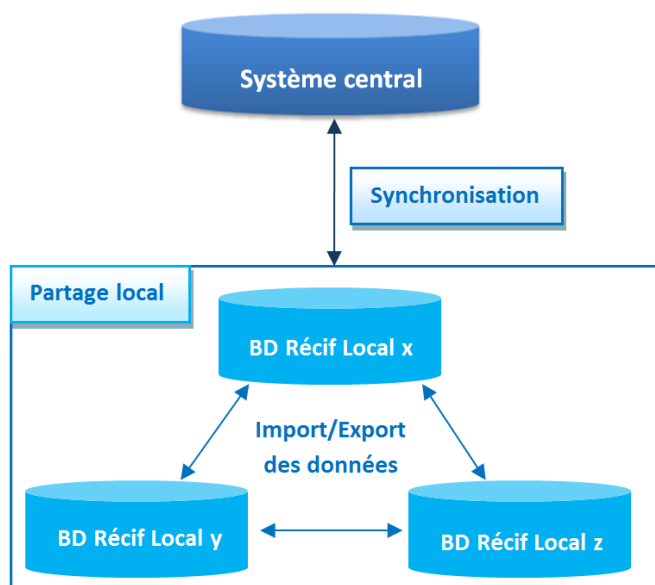 Système central
Synchronisation
Partage local
BD Récif Local x
Import/Export
des données
BD Récif Local y
BD Récif Local z